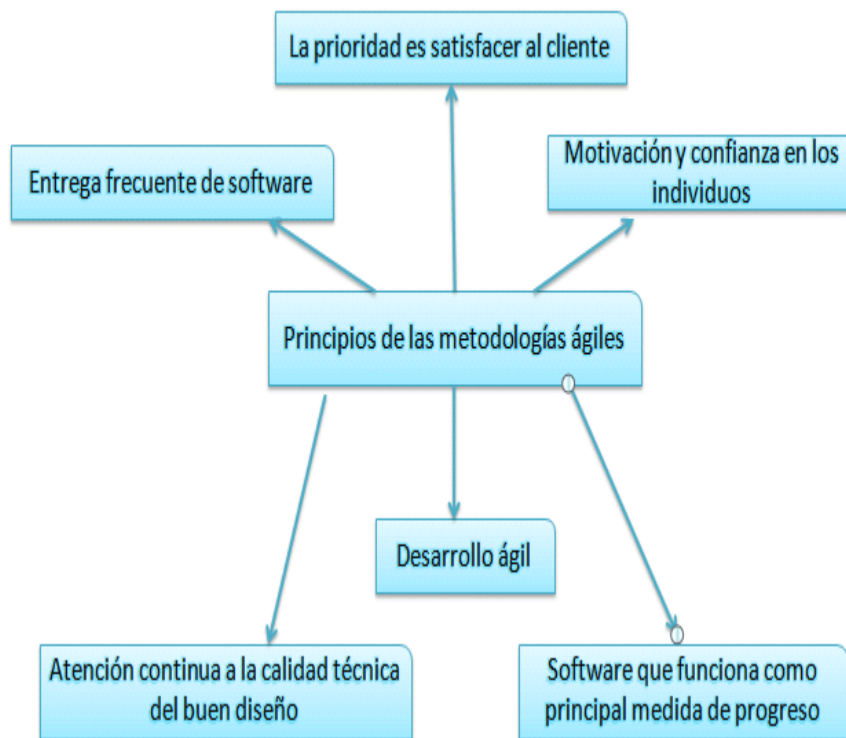 La prioridad es satisfacer al cliente
Entrega frecuente de software
Motivación y confianza en los
individuos
Principios de las metodologías ágiles
Desarrollo ágil
Atención continua a la calidad técnica
del buen diseño
Software que funciona como
principal medida de progreso